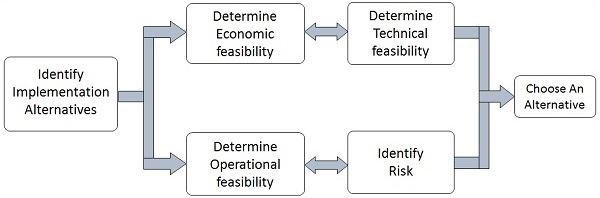 Identify
Implementation
Alternatives
Determine
Economic
feasibility
Determine
Technical
feasibility
Determine
Operational
feasibility
Identify
Risk
Choose An
Alternative